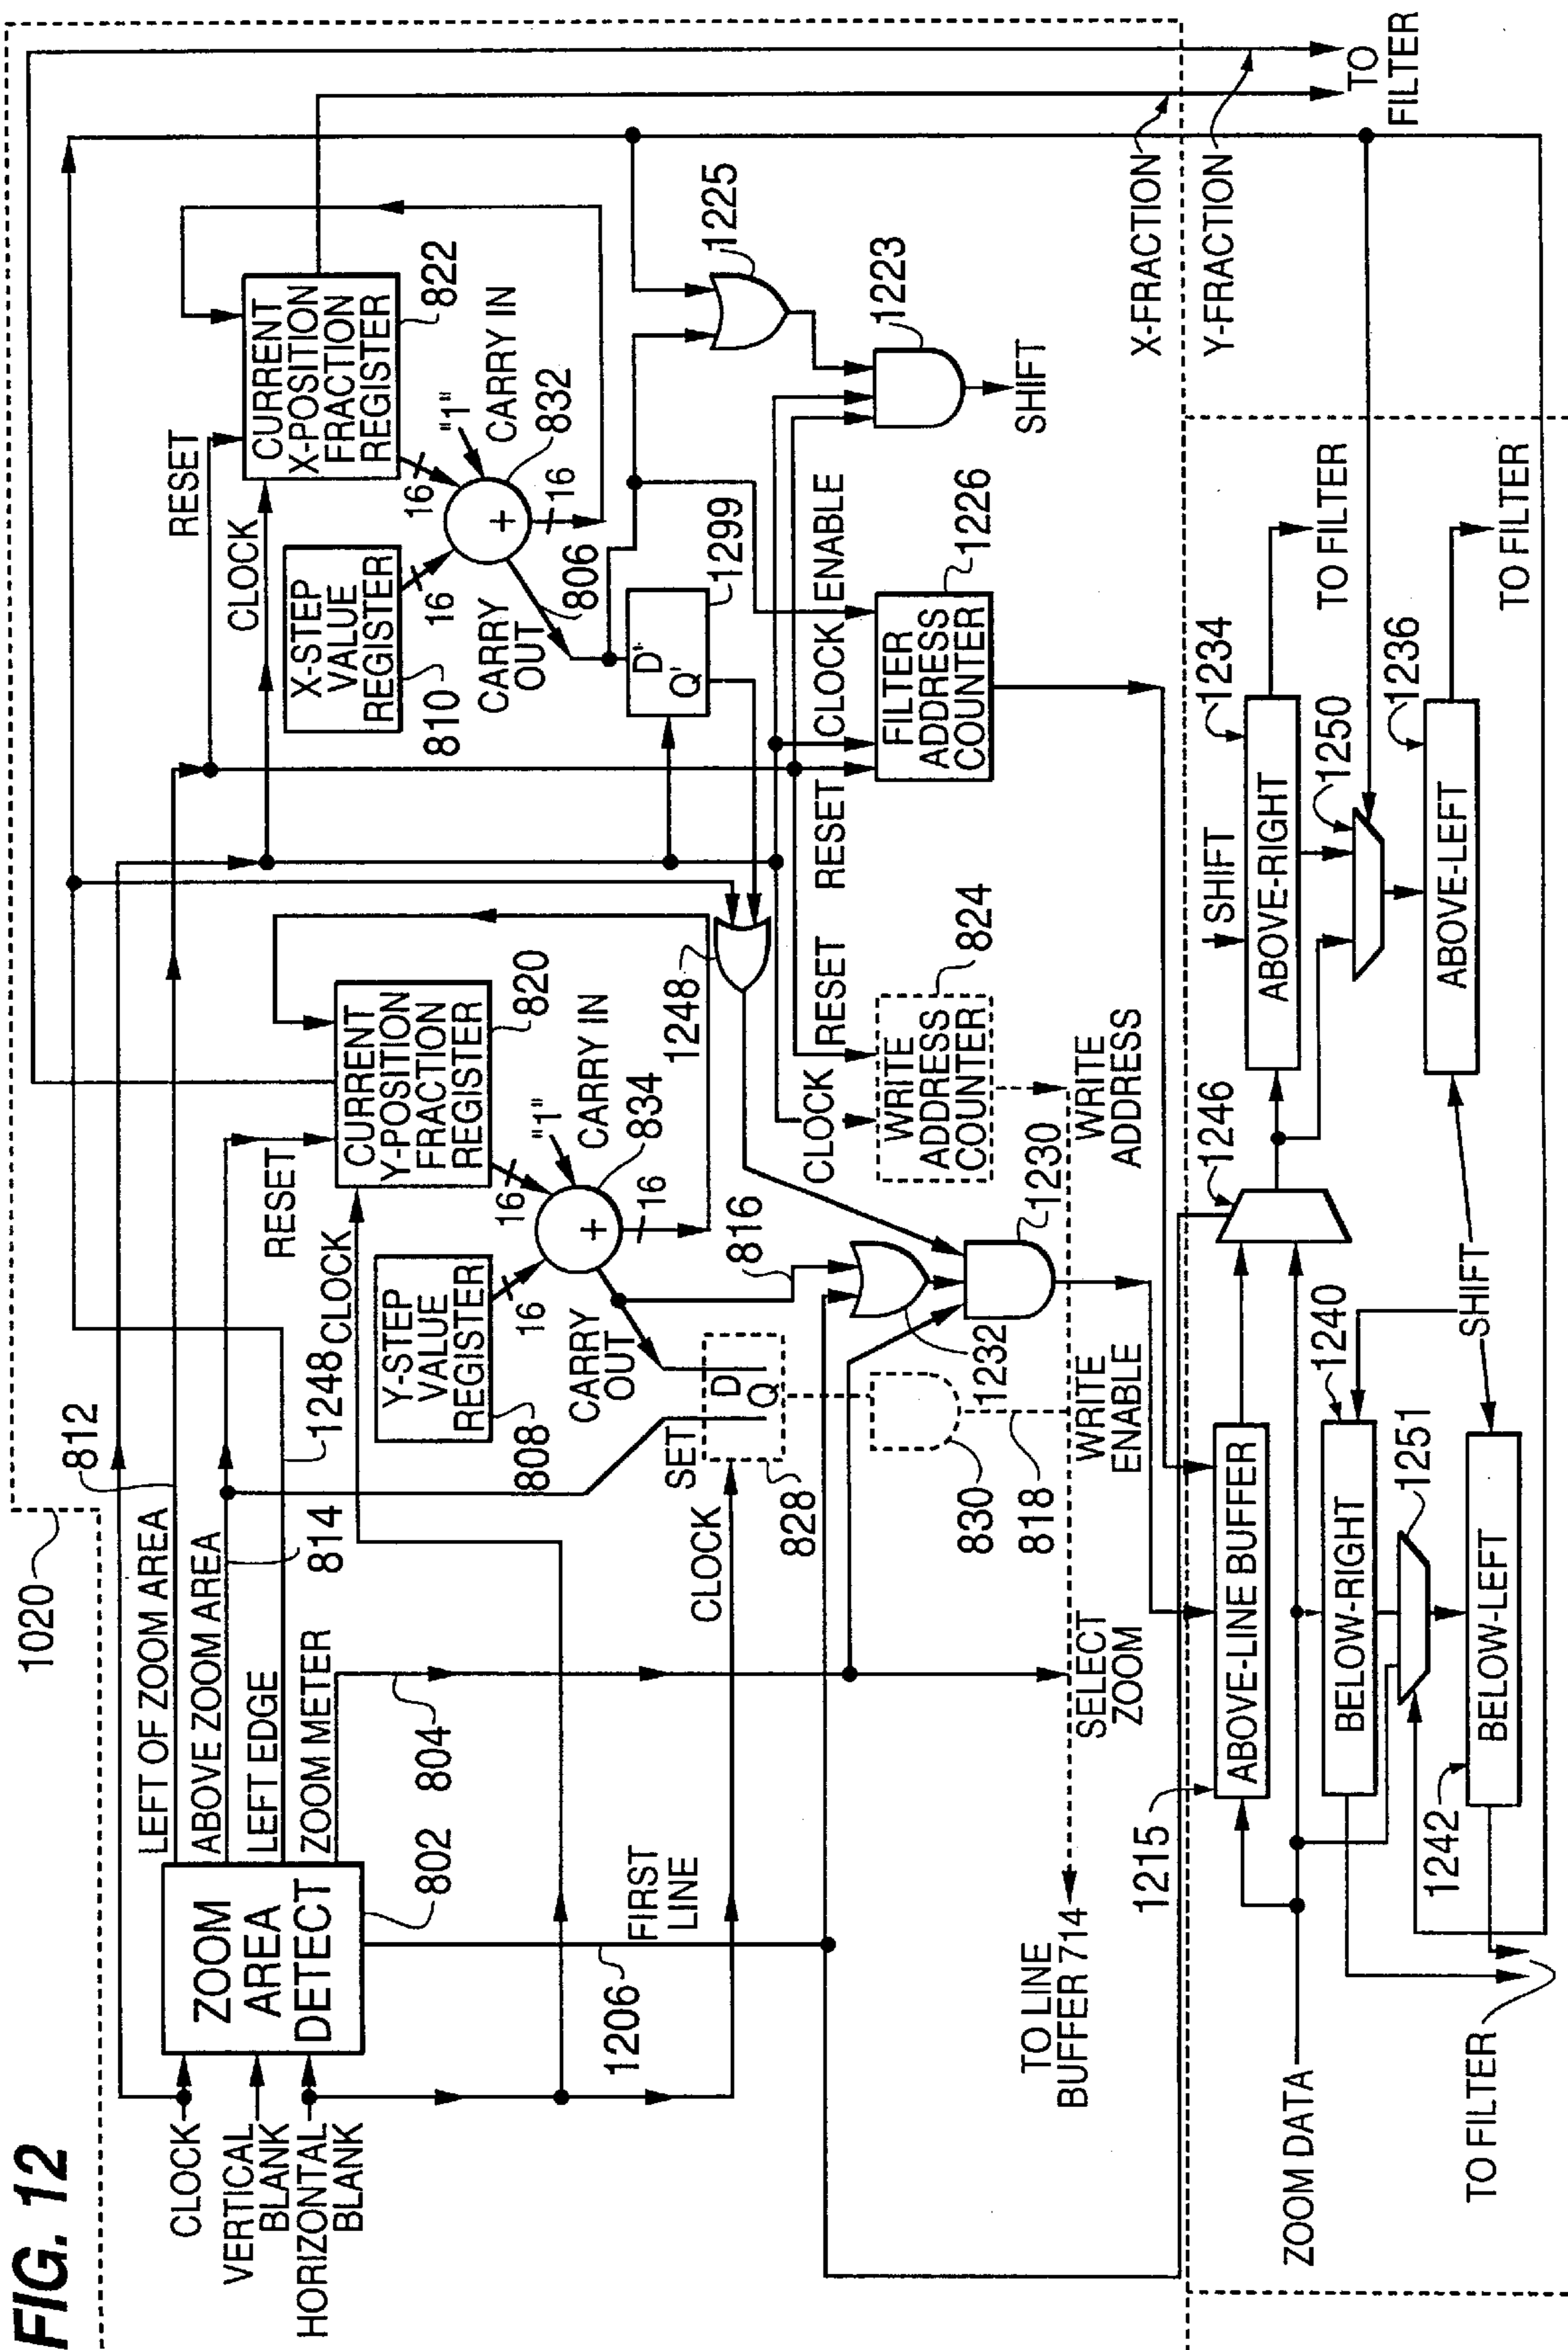 FIG. 12
1020
CLOCK
VERTICAL
BLANK
HORIZONTAL
BLANK
ZOOM
AREA
DETECT
802
LEFT OF ZOOM AREA
812
ABOVE ZOOM AREA
814
LEFT EDGE
1248
ZOOM METER
804
FIRST
LINE
1206
RESET
CLOCK
CURRENT
Y-POSITION
FRACTION
REGISTER
820
Y-STEP
VALUE
REGISTER
808
16
16
"1"
CARRY IN
834
+
16
CARRY
OUT
816
SET
D
Q
CLOCK
828
830
818
1232
1230
1248
RESET
CLOCK
CURRENT
X-POSITION
FRACTION
REGISTER
822
X-STEP
VALUE
REGISTER
810
16
16
"1"
CARRY IN
832
+
16
CARRY
OUT
806
D'
Q'
1299
1225
1223
SHIFT
RESET
CLOCK
WRITE
ADDRESS
COUNTER
824
RESET
CLOCK ENABLE
FILTER
ADDRESS
COUNTER
1226
WRITE
ADDRESS
WRITE
ENABLE
SELECT
ZOOM
TO LINE
BUFFER 714
X-FRACTION
Y-FRACTION
TO
FILTER
ZOOM DATA
1215
ABOVE-LINE BUFFER
1246
SHIFT
ABOVE-RIGHT
1234
TO FILTER
1250
ABOVE-LEFT
1236
TO FILTER
BELOW-RIGHT
1240
SHIFT
1251
BELOW-LEFT
1242
TO FILTER